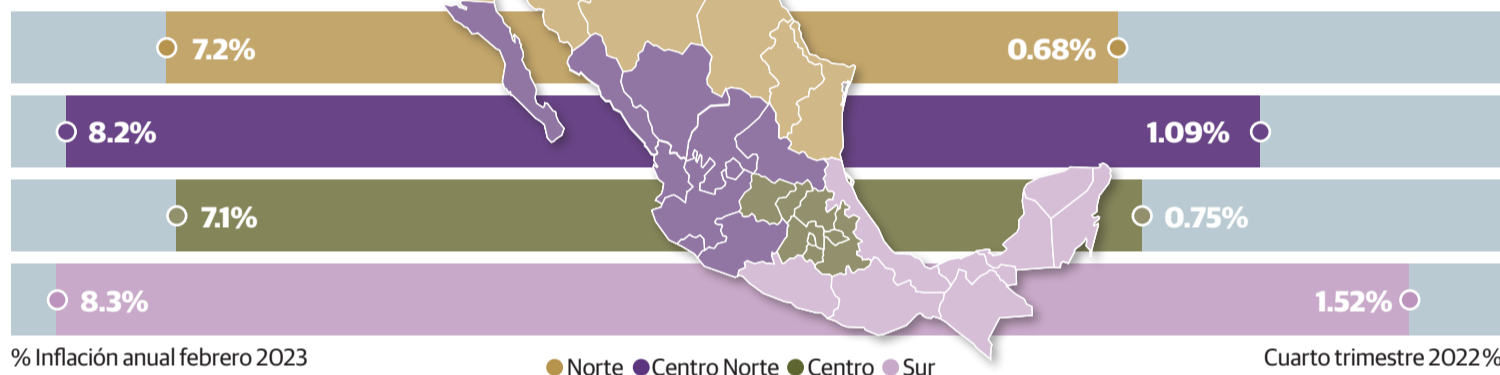 7.2% 0.68%
8.2% 1.09%
7.1% 0.75%
8.3% 1.52%
% Inflación anual febrero 2023
Norte Centro Norte Centro Sur
Cuarto trimestre 2022%